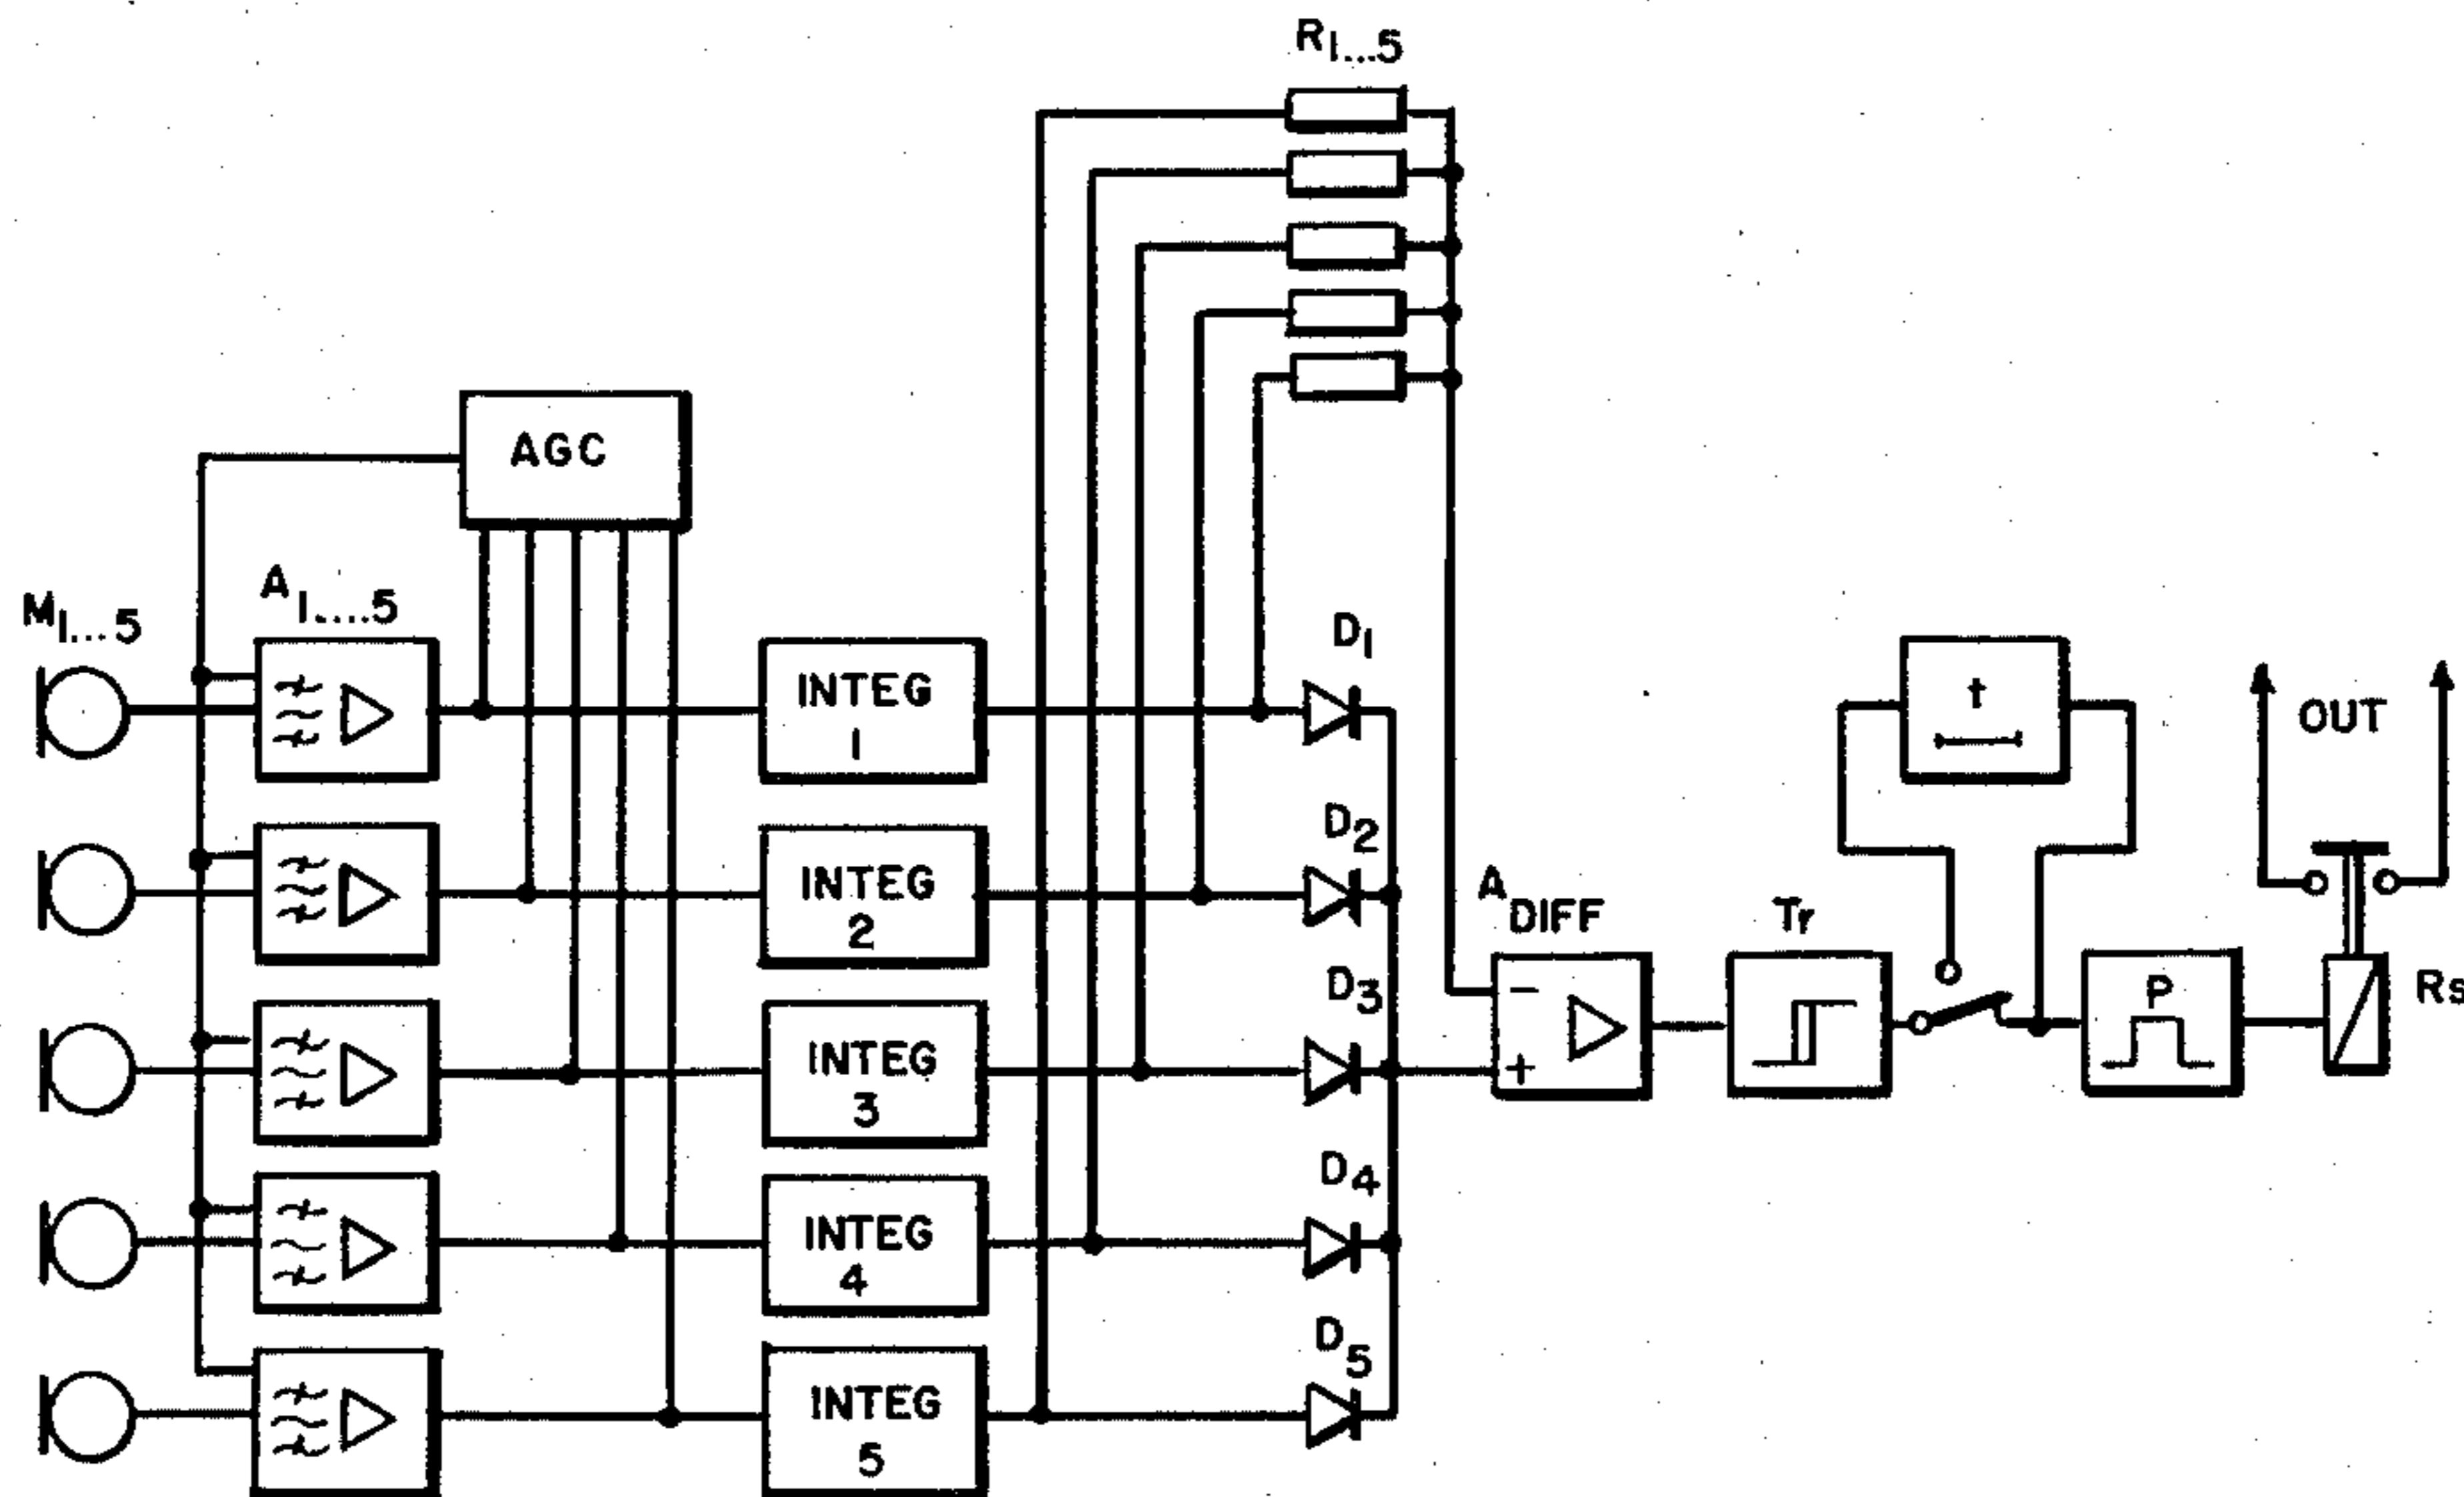 R1...5
AGC
M1...5
A1....5
INTEG
1
D1
t
OUT
INTEG
2
D2
A DIFF
Tr
INTEG
3
D3
−
+
P
Rs
INTEG
4
D4
INTEG
5
D5